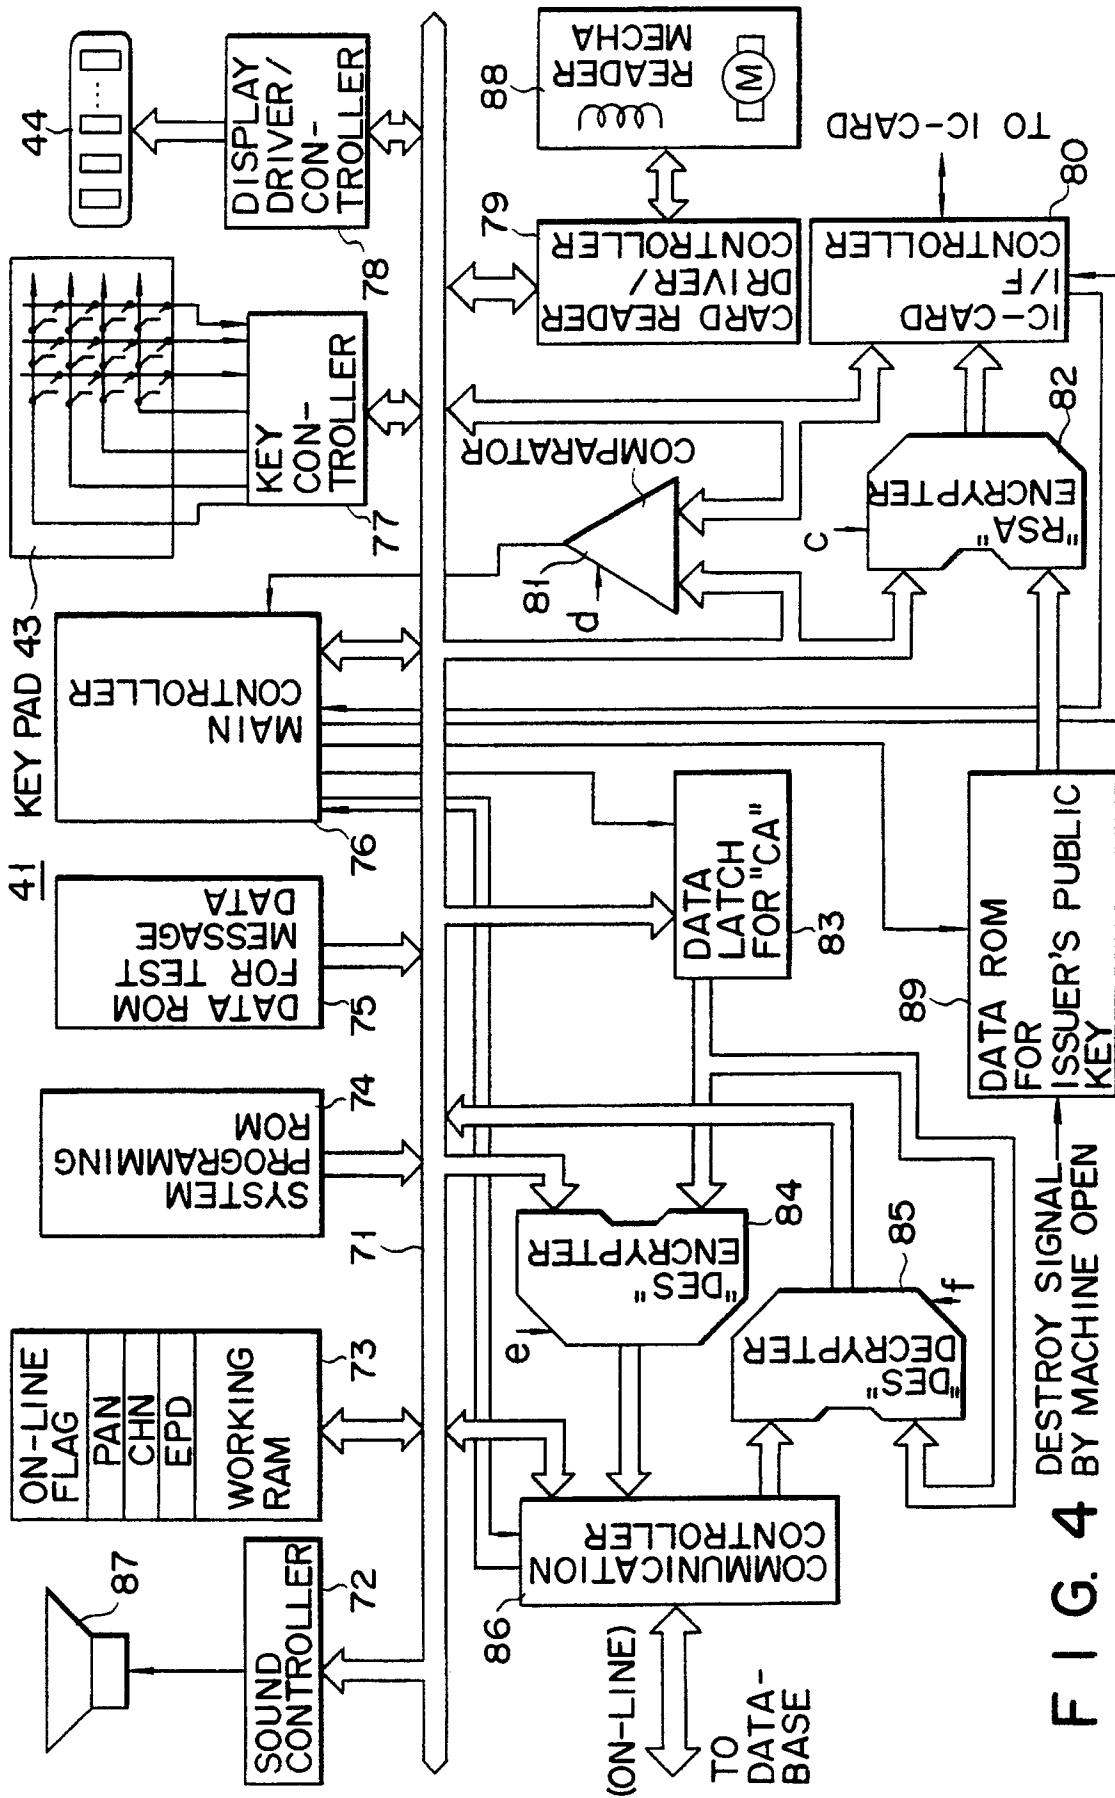 41
87
SOUND
CONTROLLER
72
ON-LINE
FLAG
PAN
CHN
EPD
WORKING
RAM
73
SYSTEM
PROGRAMMING
ROM
74
DATA ROM
FOR TEST
MESSAGE
DATA
75
MAIN
CONTROLLER
76
KEY PAD 43
KEY
CON-
TROLLER
77
44
DISPLAY
DRIVER/
CON-
TROLLER
78
71
(ON-LINE)
TO
DATA-
BASE
86
COMMUNICATION
CONTROLLER
e
"DES"
ENCRYPTER
84
"DES"
DECRYPTER
85
f
DATA
LATCH
FOR "CA"
83
d
81
COMPARATOR
c
"RSA"
ENCRYPTER
82
79
CARD READER
DRIVER/
CONTROLLER
88
READER
MECHA
M
IC-CARD
I/F
CONTROLLER
80
TO IC-CARD
89
DATA ROM
FOR
ISSUER'S PUBLIC
KEY
DESTROY SIGNAL
BY MACHINE OPEN
FIG. 4